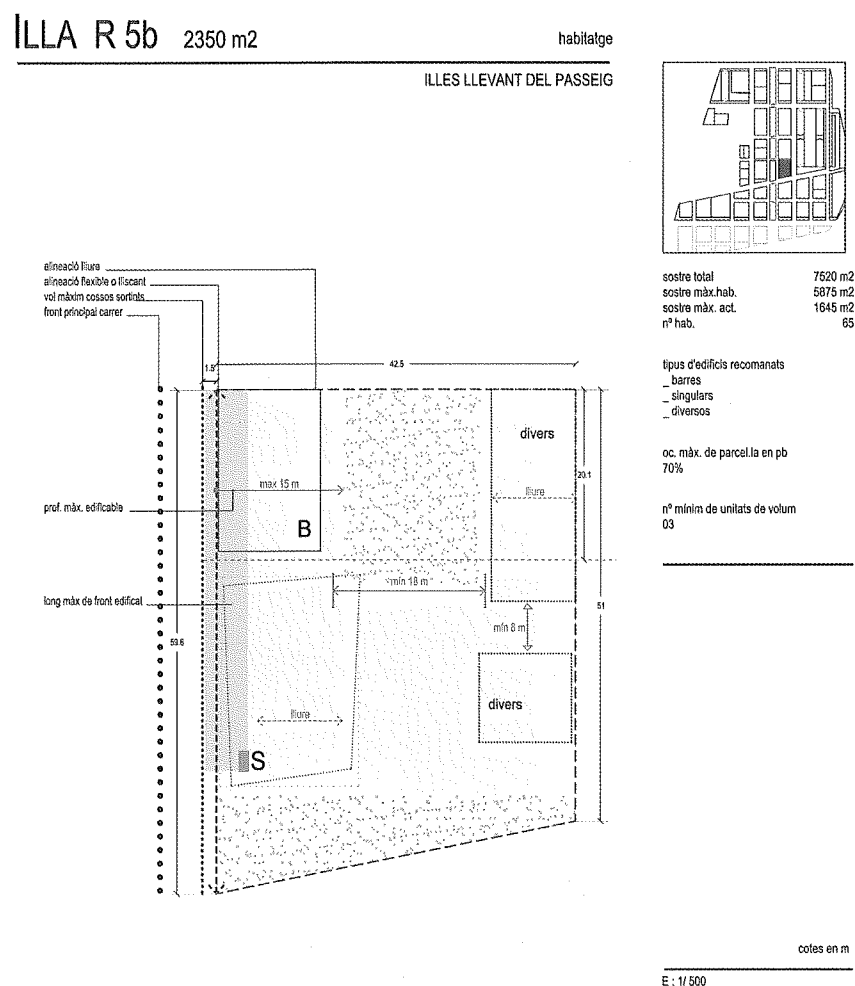 ILLA R 5b 2350 m2
habitatge
ILLES LLEVANT DEL PASSEIG
sostre total 7520 m2
sostre màx.hab. 5875 m2
sostre màx. act. 1645 m2
nº hab. 65
tipus d'edificis recomanats
_ barres
_ singulars
_ diversos
oc. màx. de parcel.la en pb
70%
nº mínim de unitats de volum
03
alineació lliure
alineació flexible o lliscant
vol màxim cossos sortints
front principal carrer
1.5
42.5
divers
20.1
max 15 m
lliure
prof. màx. edificable
B
min 18 m
long màx de front edificat
51
min 8 m
59.6
divers
lliure
S
cotes en m
E : 1/ 500